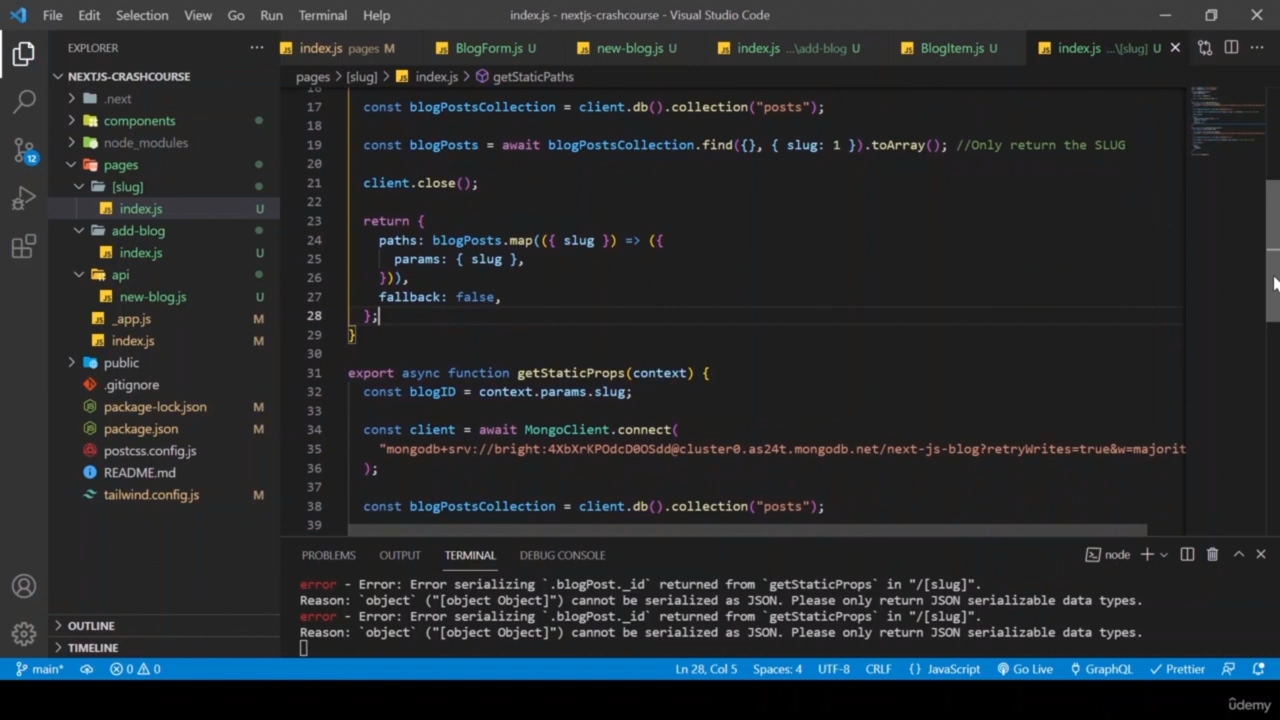 File Edit Selection View Go Run Terminal Help index.js - nextjs-crashcourse - Visual Studio Code
EXPLORER ...
index.js pages M BlogForm.js U new-blog.js U index.js ...\add-blog U BlogItem.js U index.js ...\[slug] U
NEXTJS-CRASHCOURSE
pages > [slug] > index.js > getStaticPaths
.next
components
node_modules
pages
[slug]
index.js U
add-blog
index.js U
api
new-blog.js U
_app.js M
index.js M
public
.gitignore
package-lock.json M
package.json M
postcss.config.js
README.md
tailwind.config.js M
OUTLINE
TIMELINE
12
16
17 const blogPostsCollection = client.db().collection("posts");
18
19 const blogPosts = await blogPostsCollection.find({}, { slug: 1 }).toArray(); //Only return the SLUG
20
21 client.close();
22
23 return {
24 paths: blogPosts.map(({ slug }) => ({
25 params: { slug },
26 })),
27 fallback: false,
28 };
29 }
30
31 export async function getStaticProps(context) {
32 const blogID = context.params.slug;
33
34 const client = await MongoClient.connect(
35 "mongodb+srv://bright:4XbXrKPOdcD0OSdd@cluster0.as24t.mongodb.net/next-js-blog?retryWrites=true&w=majorit
36 );
37
38 const blogPostsCollection = client.db().collection("posts");
39
PROBLEMS OUTPUT TERMINAL DEBUG CONSOLE node
error - Error: Error serializing `.blogPost._id` returned from `getStaticProps` in "/[slug]".
Reason: `object` ("[object Object]") cannot be serialized as JSON. Please only return JSON serializable data types.
error - Error: Error serializing `.blogPost._id` returned from `getStaticProps` in "/[slug]".
Reason: `object` ("[object Object]") cannot be serialized as JSON. Please only return JSON serializable data types.
main* 0 0 Ln 28, Col 5 Spaces: 4 UTF-8 CRLF {} JavaScript Go Live GraphQL Prettier
ûdemy